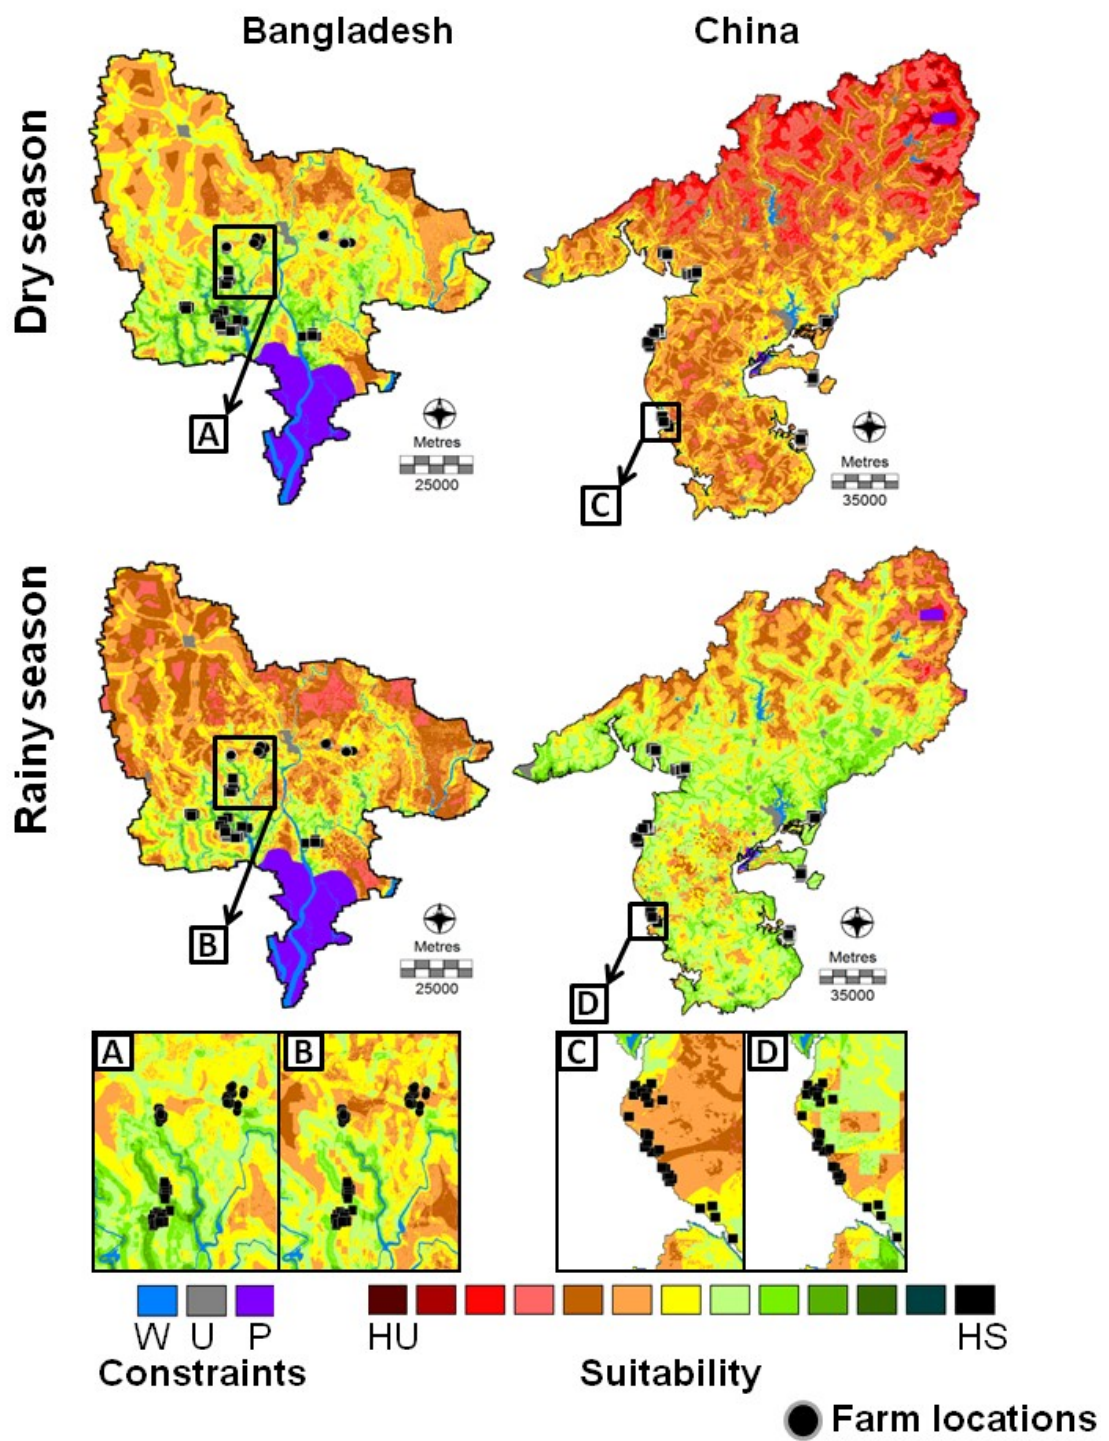 Bangladesh
China
Dry season
A
Metres
25000
C
Metres
35000
Rainy season
B
Metres
25000
D
Metres
35000
A
B
C
D
W U P
HU
HS
Constraints
Suitability
Farm locations